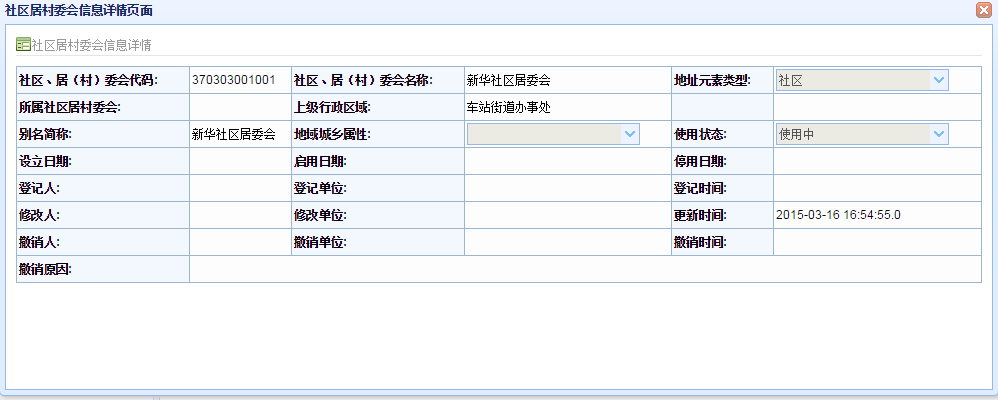 社区居村委会信息详情页面
社区居村委会信息详情
社区、居（村）委会代码: 370303001001 社区、居（村）委会名称: 新华社区居委会 地址元素类型: 社区
所属社区居村委会: 上级行政区域: 车站街道办事处
别名简称: 新华社区居委会 地域城乡属性: 使用状态: 使用中
设立日期: 启用日期: 停用日期:
登记人: 登记单位: 登记时间:
修改人: 修改单位: 更新时间: 2015-03-16 16:54:55.0
撤消人: 撤消单位: 撤消时间:
撤消原因: